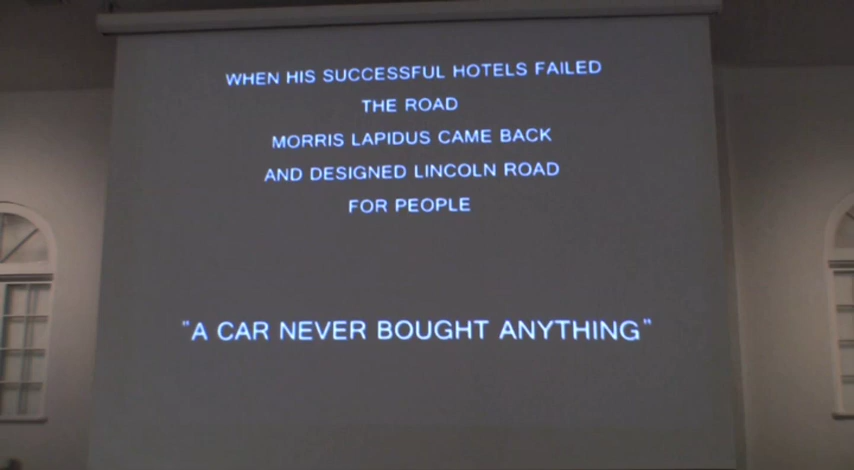 WHEN HIS SUCCESSFUL HOTELS FAILED
THE ROAD
MORRIS LAPIDUS CAME BACK
AND DESIGNED LINCOLN ROAD
FOR PEOPLE
"A CAR NEVER BOUGHT ANYTHING"